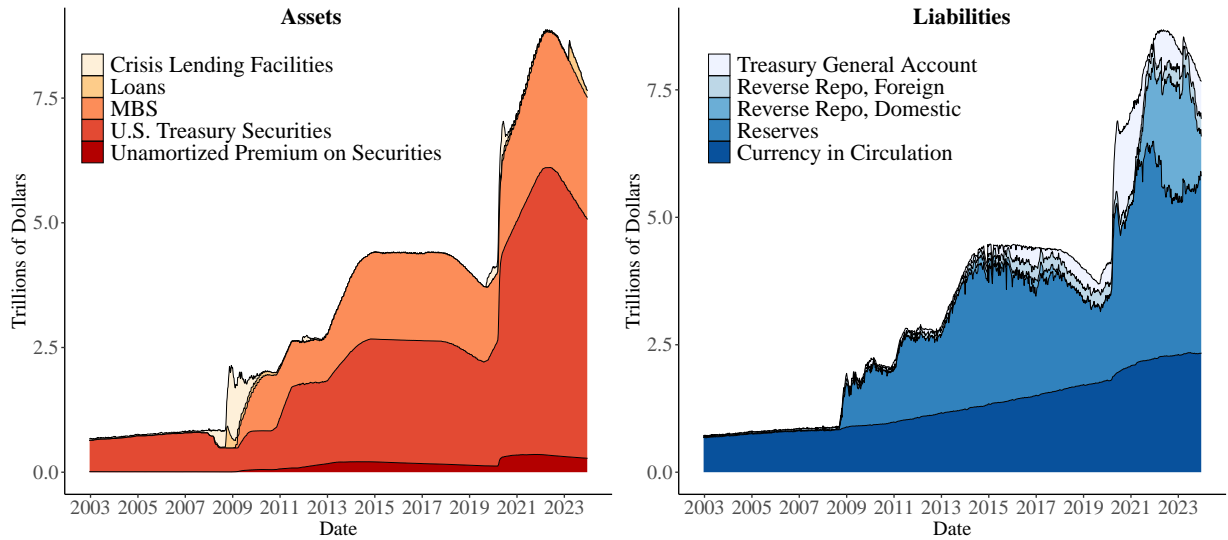 Assets
Crisis Lending Facilities
Loans
MBS
U.S. Treasury Securities
Unamortized Premium on Securities
Trillions of Dollars
7.5
5.0
2.5
0.0
2003 2005 2007 2009 2011 2013 2015 2017 2019 2021 2023
Date
Liabilities
Treasury General Account
Reverse Repo, Foreign
Reverse Repo, Domestic
Reserves
Currency in Circulation
Trillions of Dollars
7.5
5.0
2.5
0.0
2003 2005 2007 2009 2011 2013 2015 2017 2019 2021 2023
Date